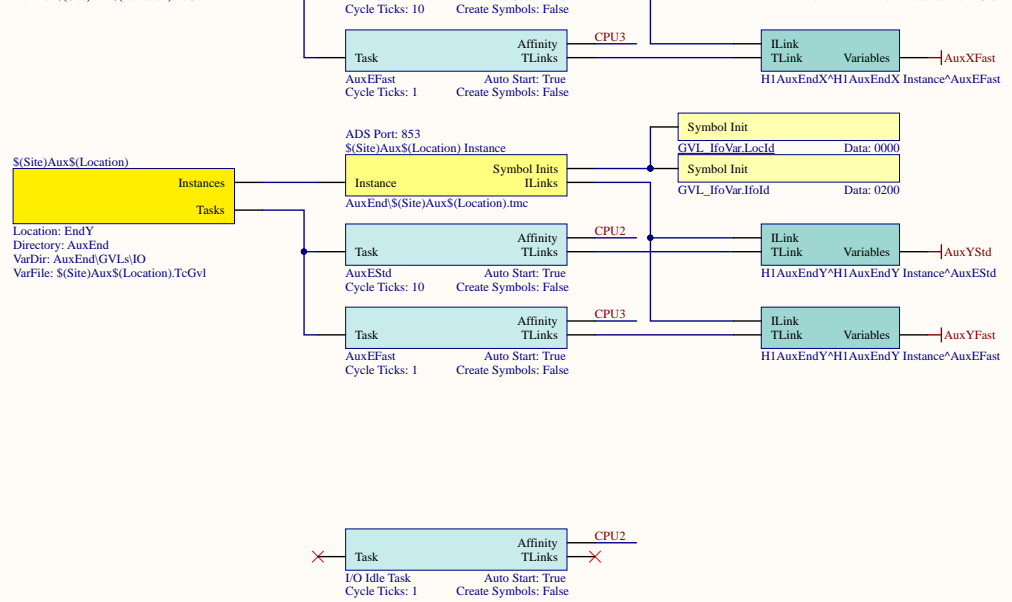 Cycle Ticks: 10 Create Symbols: False
CPU3
Affinity
Task TLinks
AuxEFast Auto Start: True
Cycle Ticks: 1 Create Symbols: False
ILink
TLink Variables
AuxXFast
H1AuxEndX^H1AuxEndX Instance^AuxEFast
ADS Port: 853
$(Site)Aux$(Location) Instance
Symbol Init
GVL_IfoVar.LocId Data: 0000
Symbol Init
GVL_IfoVar.IfoId Data: 0200
$(Site)Aux$(Location)
Instances
Tasks
Location: EndY
Directory: AuxEnd
VarDir: AuxEnd\GVLs\IO
VarFile: $(Site)Aux$(Location).TcGvl
Symbol Inits
Instance ILinks
AuxEnd\$(Site)Aux$(Location).tmc
CPU2
Affinity
Task TLinks
AuxEStd Auto Start: True
Cycle Ticks: 10 Create Symbols: False
ILink
TLink Variables
AuxYStd
H1AuxEndY^H1AuxEndY Instance^AuxEStd
CPU3
Affinity
Task TLinks
AuxEFast Auto Start: True
Cycle Ticks: 1 Create Symbols: False
ILink
TLink Variables
AuxYFast
H1AuxEndY^H1AuxEndY Instance^AuxEFast
CPU2
Affinity
Task TLinks
I/O Idle Task Auto Start: True
Cycle Ticks: 1 Create Symbols: False